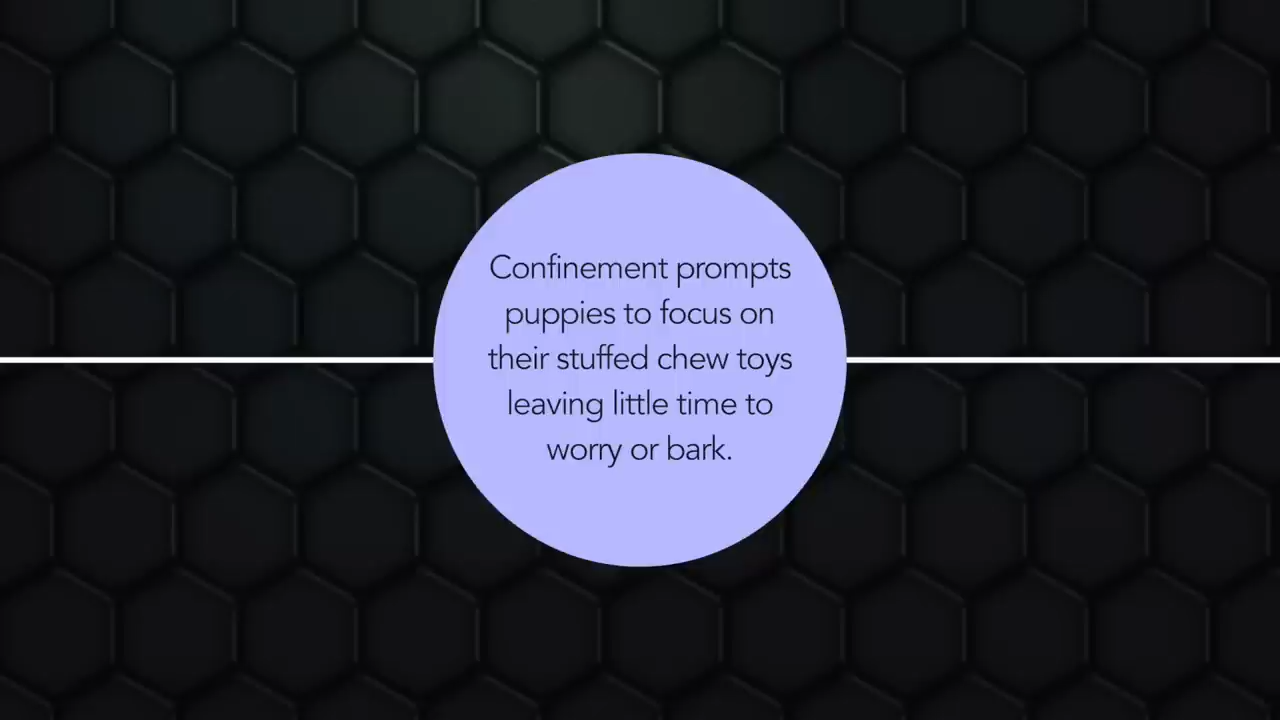 Confinement prompts
puppies to focus on
their stuffed chew toys
leaving little time to
worry or bark.